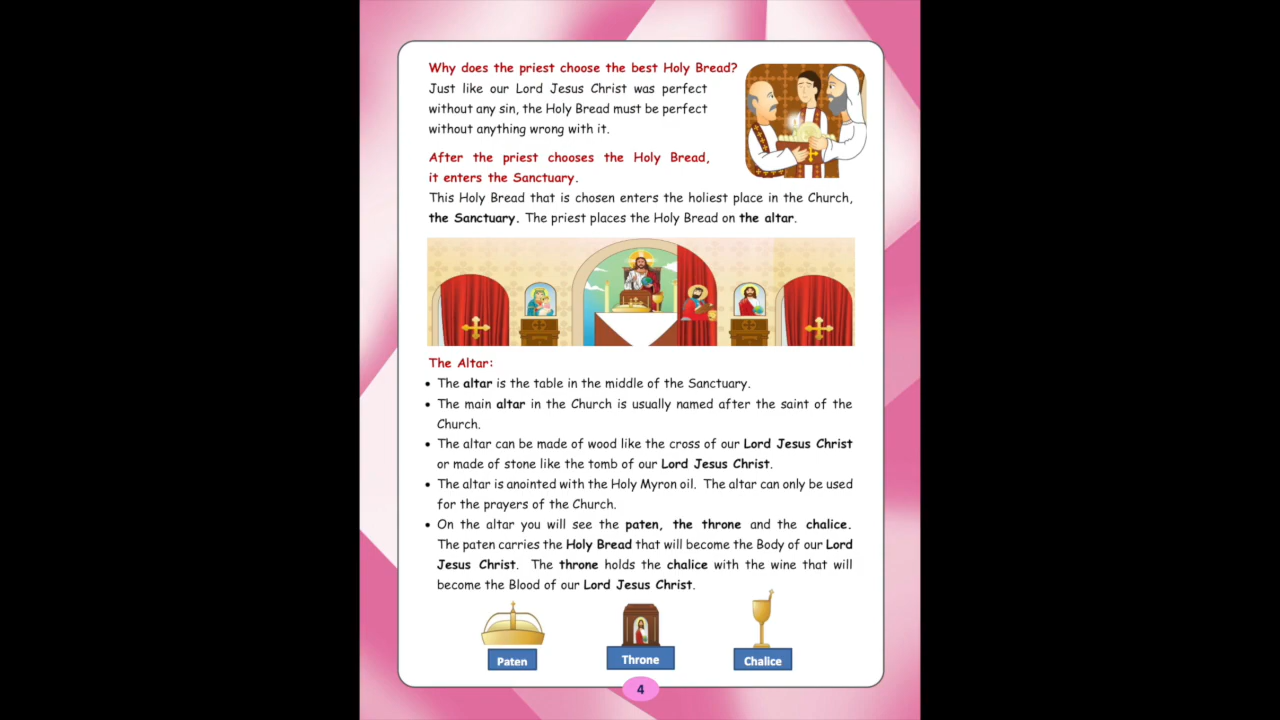 Why does the priest choose the best Holy Bread?
Just like our Lord Jesus Christ was perfect
without any sin, the Holy Bread must be perfect
without anything wrong with it.
After the priest chooses the Holy Bread,
it enters the Sanctuary.
This Holy Bread that is chosen enters the holiest place in the Church,
the Sanctuary. The priest places the Holy Bread on the altar.
The Altar:
• The altar is the table in the middle of the Sanctuary.
• The main altar in the Church is usually named after the saint of the
Church.
• The altar can be made of wood like the cross of our Lord Jesus Christ
or made of stone like the tomb of our Lord Jesus Christ.
• The altar is anointed with the Holy Myron oil. The altar can only be used
for the prayers of the Church.
• On the altar you will see the paten, the throne and the chalice.
The paten carries the Holy Bread that will become the Body of our Lord
Jesus Christ. The throne holds the chalice with the wine that will
become the Blood of our Lord Jesus Christ.
Paten
Throne
Chalice
4